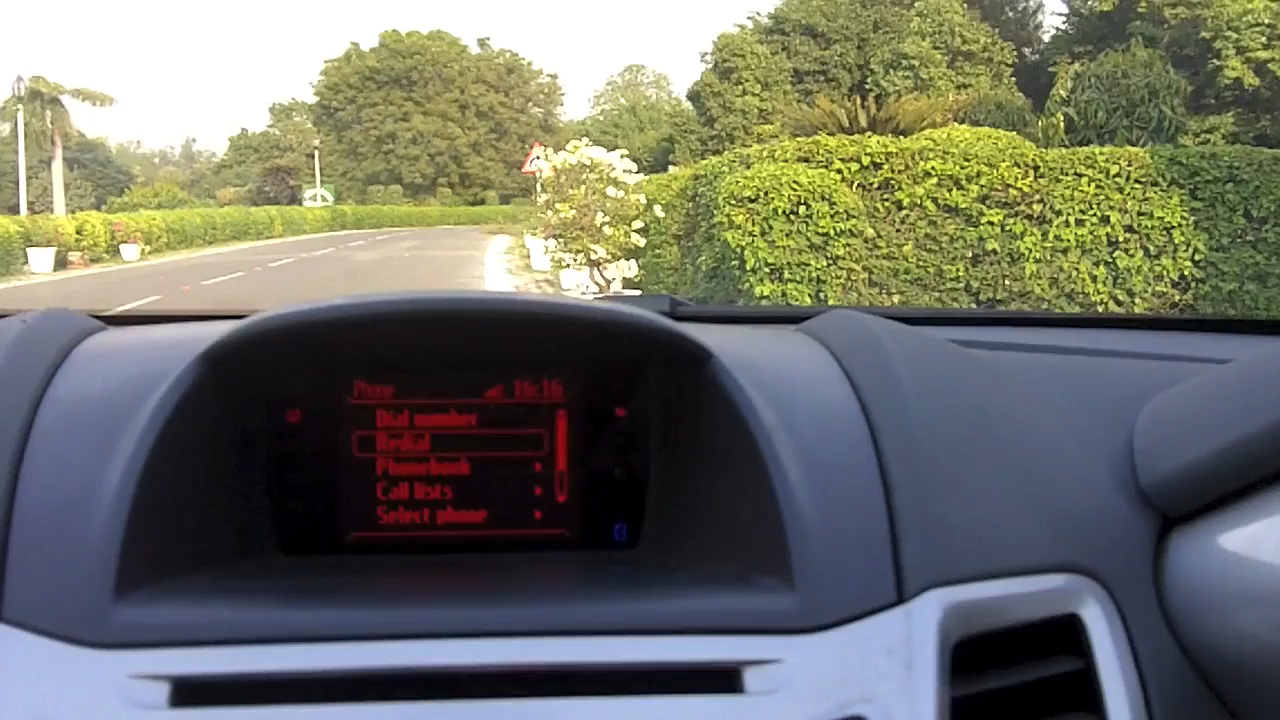 Phone 16:16
Dial number
Redial
Phonebook
Call lists
Select phone